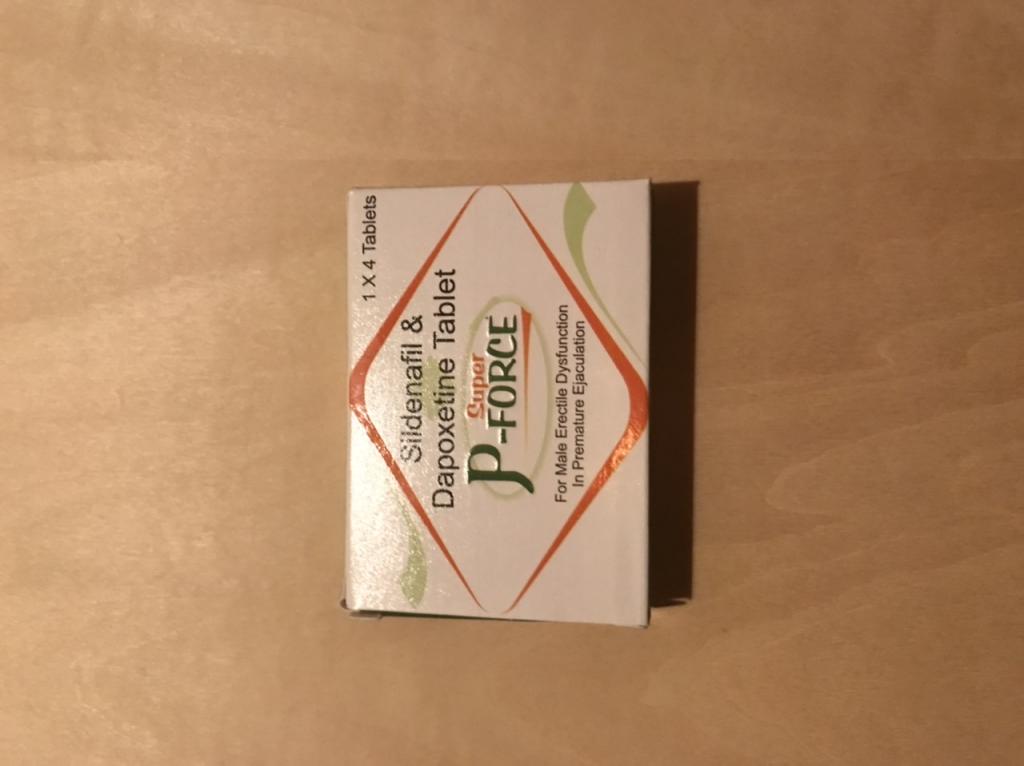 1 X 4 Tablets
Sildenafil &
Dapoxetine Tablet
Super
P-FORCE
For Male Erectile Dysfunction
In Premature Ejaculation